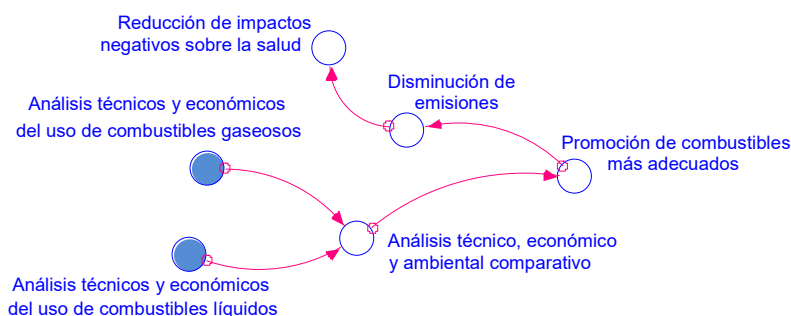 Reducción de impactos
negativos sobre la salud
Disminución de
emisiones
Análisis técnicos y económicos
del uso de combustibles gaseosos
Promoción de combustibles
más adecuados
Análisis técnico, económico
y ambiental comparativo
Análisis técnicos y económicos
del uso de combustibles líquidos